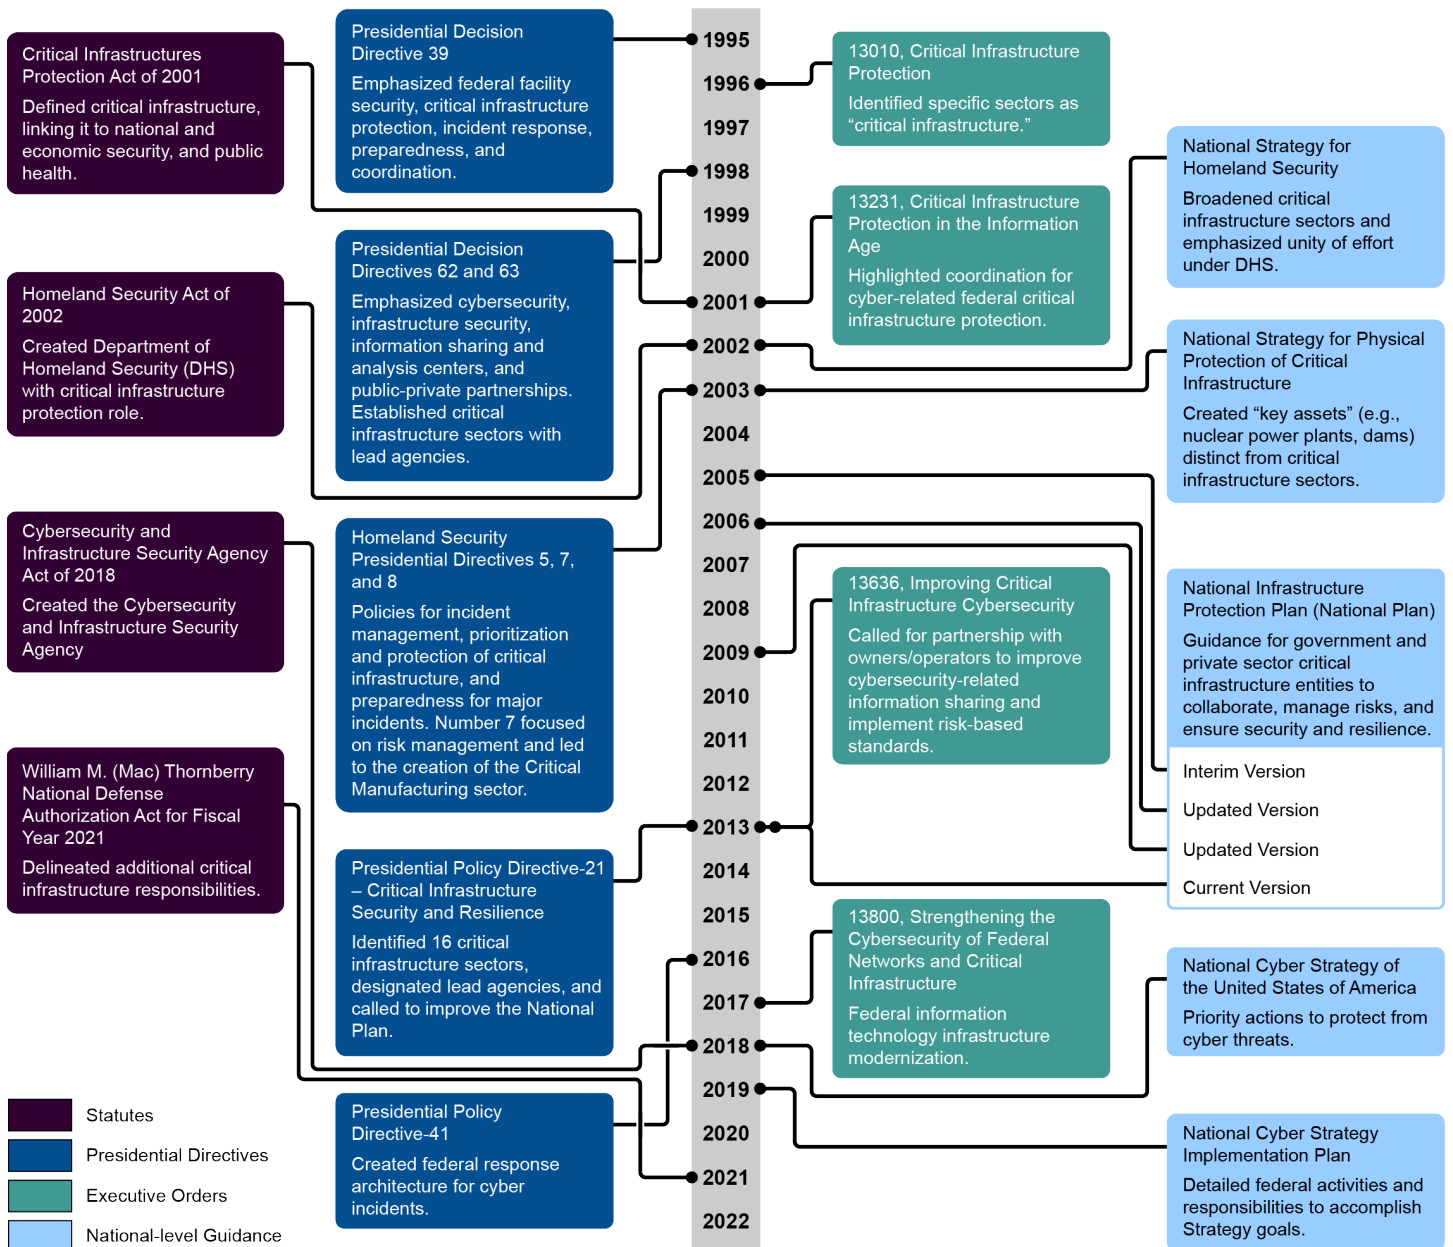 Critical Infrastructures
Protection Act of 2001
Defined critical infrastructure,
linking it to national and
economic security, and public
health.
Homeland Security Act of
2002
Created Department of
Homeland Security (DHS)
with critical infrastructure
protection role.
Cybersecurity and
Infrastructure Security Agency
Act of 2018
Created the Cybersecurity
and Infrastructure Security
Agency
William M. (Mac) Thornberry
National Defense
Authorization Act for Fiscal
Year 2021
Delineated additional critical
infrastructure responsibilities.
Statutes
Presidential Directives
Executive Orders
National-level Guidance
Presidential Decision
Directive 39
Emphasized federal facility
security, critical infrastructure
protection, incident response,
preparedness, and
coordination.
Presidential Decision
Directives 62 and 63
Emphasized cybersecurity,
infrastructure security,
information sharing and
analysis centers, and
public-private partnerships.
Established critical
infrastructure sectors with
lead agencies.
Homeland Security
Presidential Directives 5, 7,
and 8
Policies for incident
management, prioritization
and protection of critical
infrastructure, and
preparedness for major
incidents. Number 7 focused
on risk management and led
to the creation of the Critical
Manufacturing sector.
Presidential Policy Directive-21
– Critical Infrastructure
Security and Resilience
Identified 16 critical
infrastructure sectors,
designated lead agencies, and
called to improve the National
Plan.
Presidential Policy
Directive-41
Created federal response
architecture for cyber
incidents.
1995
1996
1997
1998
1999
2000
2001
2002
2003
2004
2005
2006
2007
2008
2009
2010
2011
2012
2013
2014
2015
2016
2017
2018
2019
2020
2021
2022
13010, Critical Infrastructure
Protection
Identified specific sectors as
“critical infrastructure.”
13231, Critical Infrastructure
Protection in the Information
Age
Highlighted coordination for
cyber-related federal critical
infrastructure protection.
13636, Improving Critical
Infrastructure Cybersecurity
Called for partnership with
owners/operators to improve
cybersecurity-related
information sharing and
implement risk-based
standards.
13800, Strengthening the
Cybersecurity of Federal
Networks and Critical
Infrastructure
Federal information
technology infrastructure
modernization.
National Strategy for
Homeland Security
Broadened critical
infrastructure sectors and
emphasized unity of effort
under DHS.
National Strategy for Physical
Protection of Critical
Infrastructure
Created “key assets” (e.g.,
nuclear power plants, dams)
distinct from critical
infrastructure sectors.
National Infrastructure
Protection Plan (National Plan)
Guidance for government and
private sector critical
infrastructure entities to
collaborate, manage risks, and
ensure security and resilience.
Interim Version
Updated Version
Updated Version
Current Version
National Cyber Strategy of
the United States of America
Priority actions to protect from
cyber threats.
National Cyber Strategy
Implementation Plan
Detailed federal activities and
responsibilities to accomplish
Strategy goals.